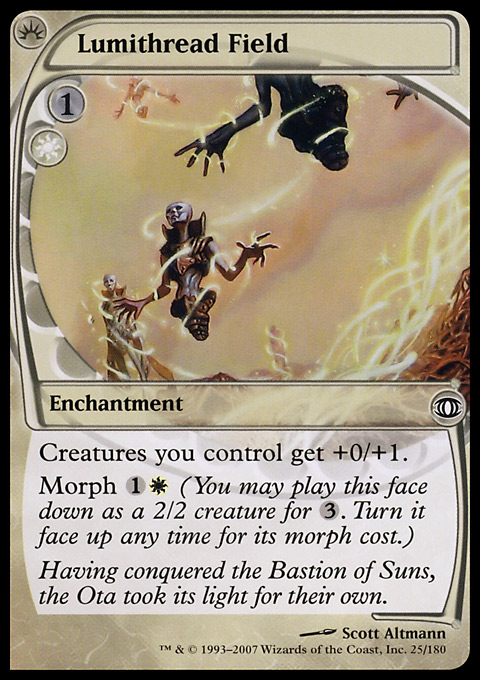 Lumithread Field
1
Enchantment
Creatures you control get +0/+1.
Morph 1 (You may play this face
down as a 2/2 creature for 3. Turn it
face up any time for its morph cost.)
Having conquered the Bastion of Suns,
the Ota took its light for their own.
Scott Altmann
™ & © 1993–2007 Wizards of the Coast, Inc. 25/180